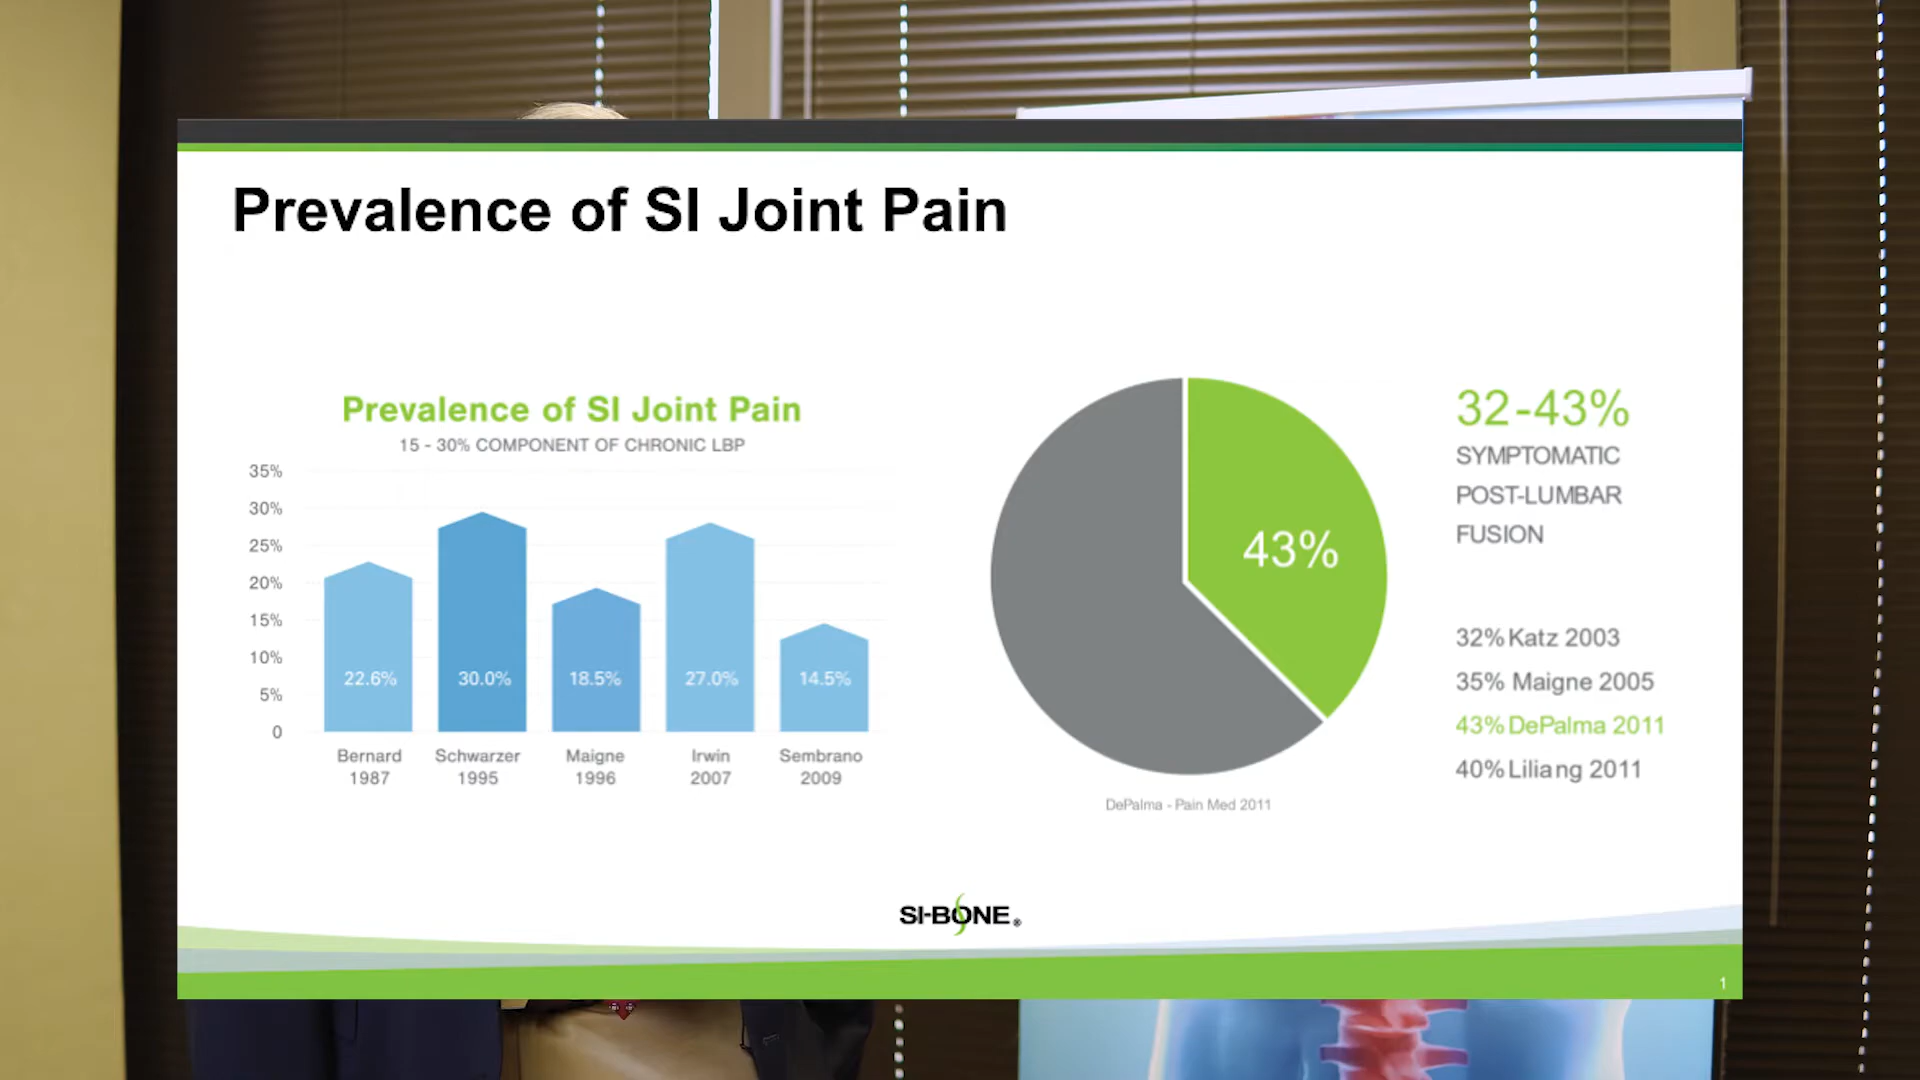 Prevalence of SI Joint Pain
Prevalence of SI Joint Pain
15 - 30% COMPONENT OF CHRONIC LBP
35%
30%
25%
20%
15%
10%
5%
0
22.6%
30.0%
18.5%
27.0%
14.5%
Bernard
1987
Schwarzer
1995
Maigne
1996
Irwin
2007
Sembrano
2009
43%
DePalma - Pain Med 2011
32-43%
SYMPTOMATIC
POST-LUMBAR
FUSION
32% Katz 2003
35% Maigne 2005
43% DePalma 2011
40% Liliang 2011
SI-BONE®
1